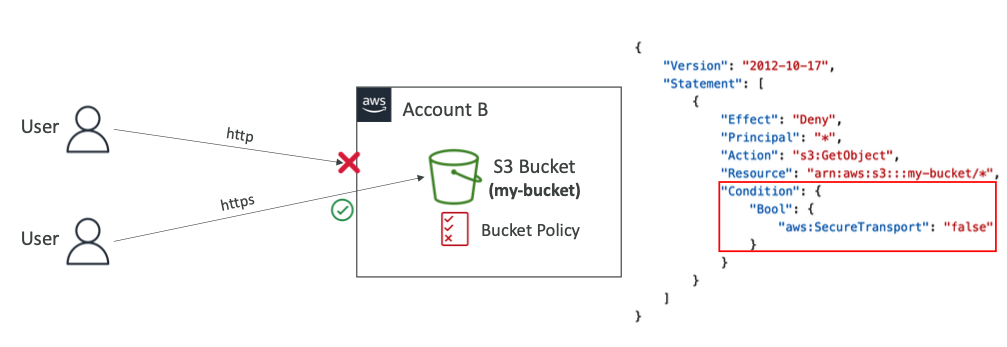 User
http
User
https
aws
Account B
S3 Bucket
(my-bucket)
Bucket Policy
{
"Version": "2012-10-17",
"Statement": [
{
"Effect": "Deny",
"Principal": "*",
"Action": "s3:GetObject",
"Resource": "arn:aws:s3:::my-bucket/*",
"Condition": {
"Bool": {
"aws:SecureTransport": "false"
}
}
}
]
}